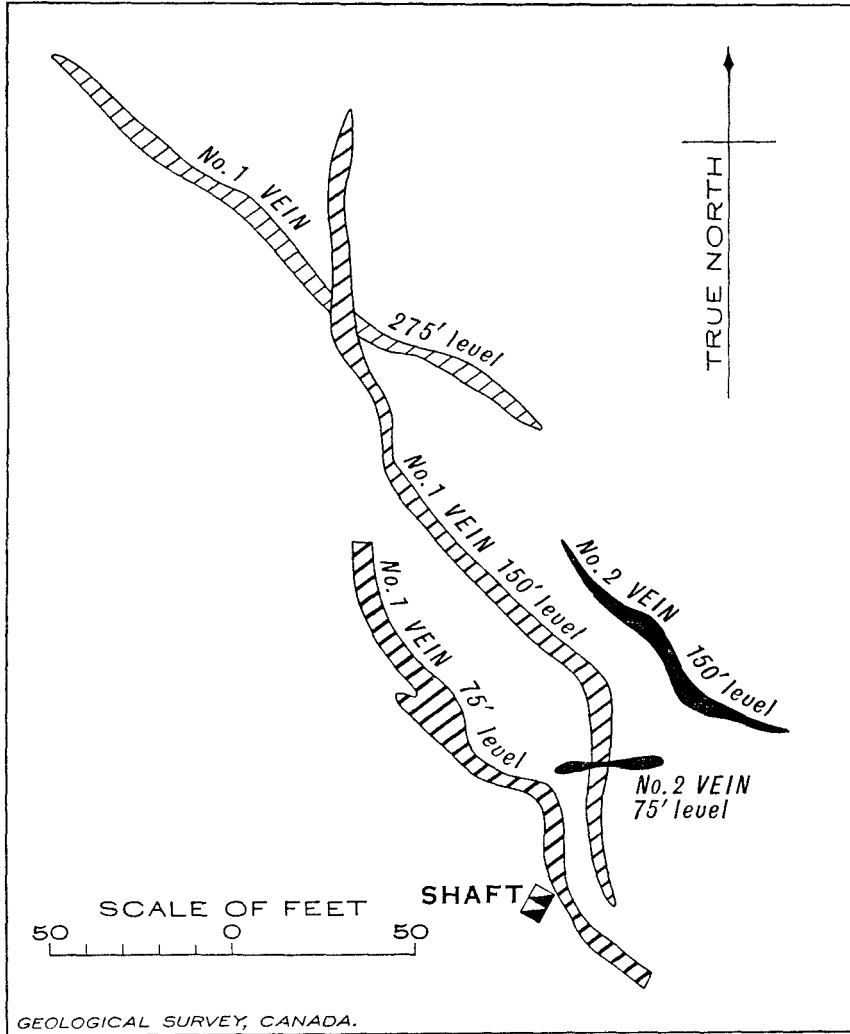 No. 1 VEIN
275' level
TRUE NORTH
No. 1 VEIN 150' level
No. 2 VEIN 150' level
No. 1 VEIN 75' level
No. 2 VEIN
75' level
SHAFT
SCALE OF FEET
50 0 50
GEOLOGICAL SURVEY, CANADA.